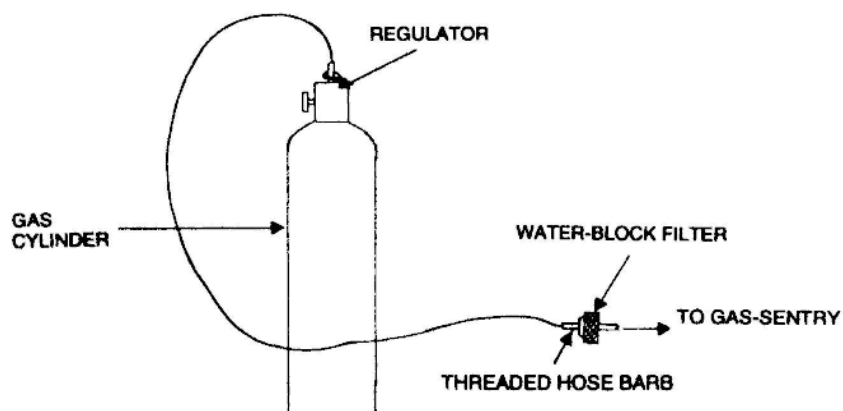 REGULATOR
GAS
CYLINDER
WATER-BLOCK FILTER
TO GAS-SENTRY
THREADED HOSE BARB